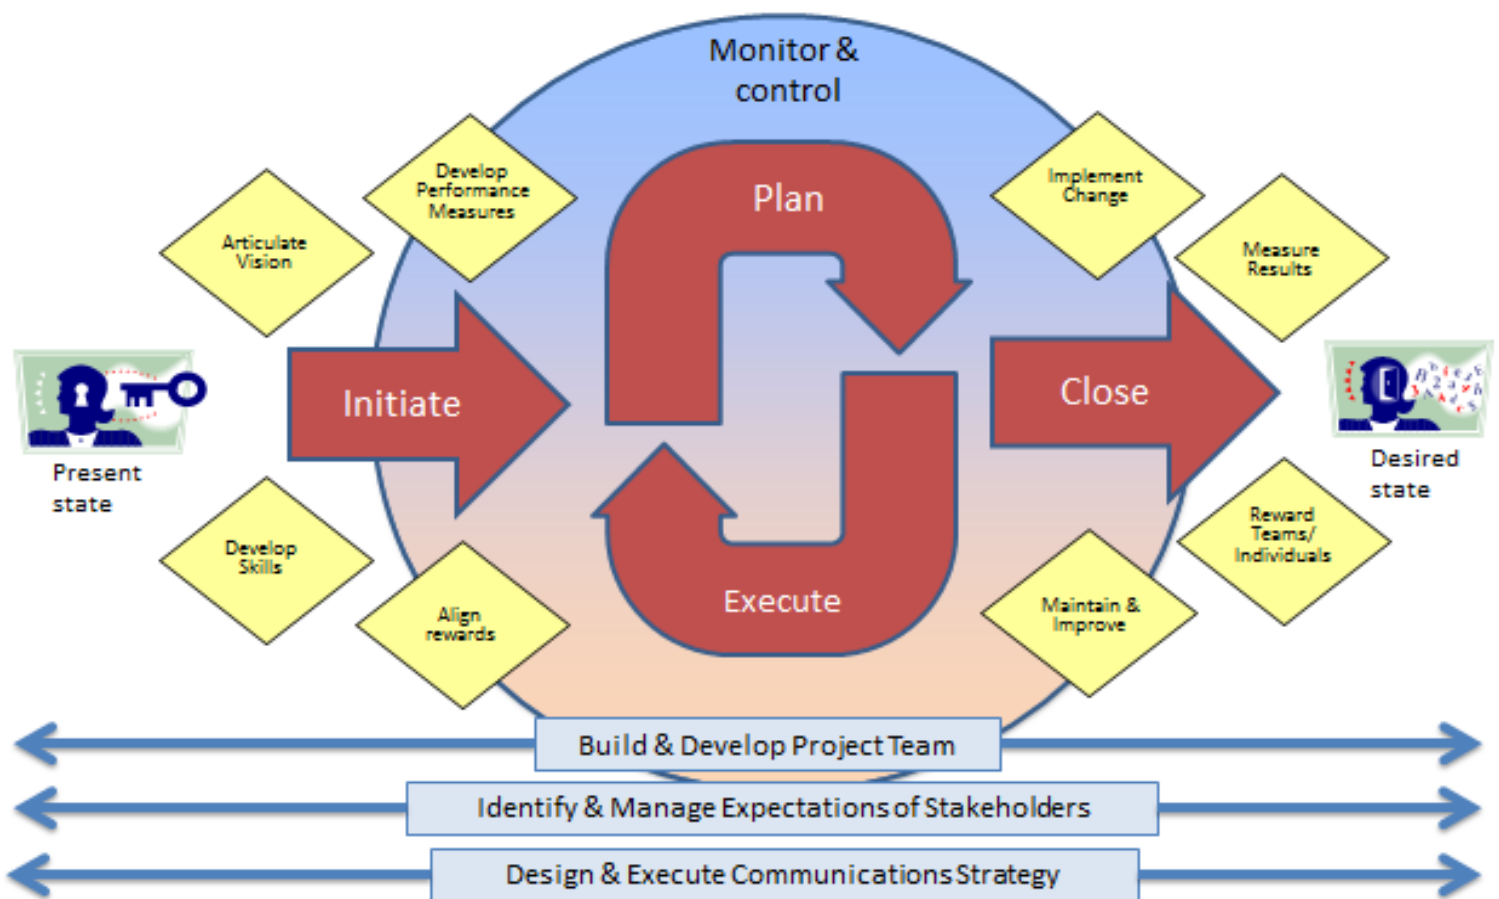 Monitor &
control
Develop
Performance
Measures
Implement
Change
Plan
Articulate
Vision
Measure
Results
Initiate
Close
Present
state
Desired
state
Develop
Skills
Reward
Teams/
Individuals
Align
rewards
Execute
Maintain &
Improve
Build & Develop Project Team
Identify & Manage Expectations of Stakeholders
Design & Execute Communications Strategy